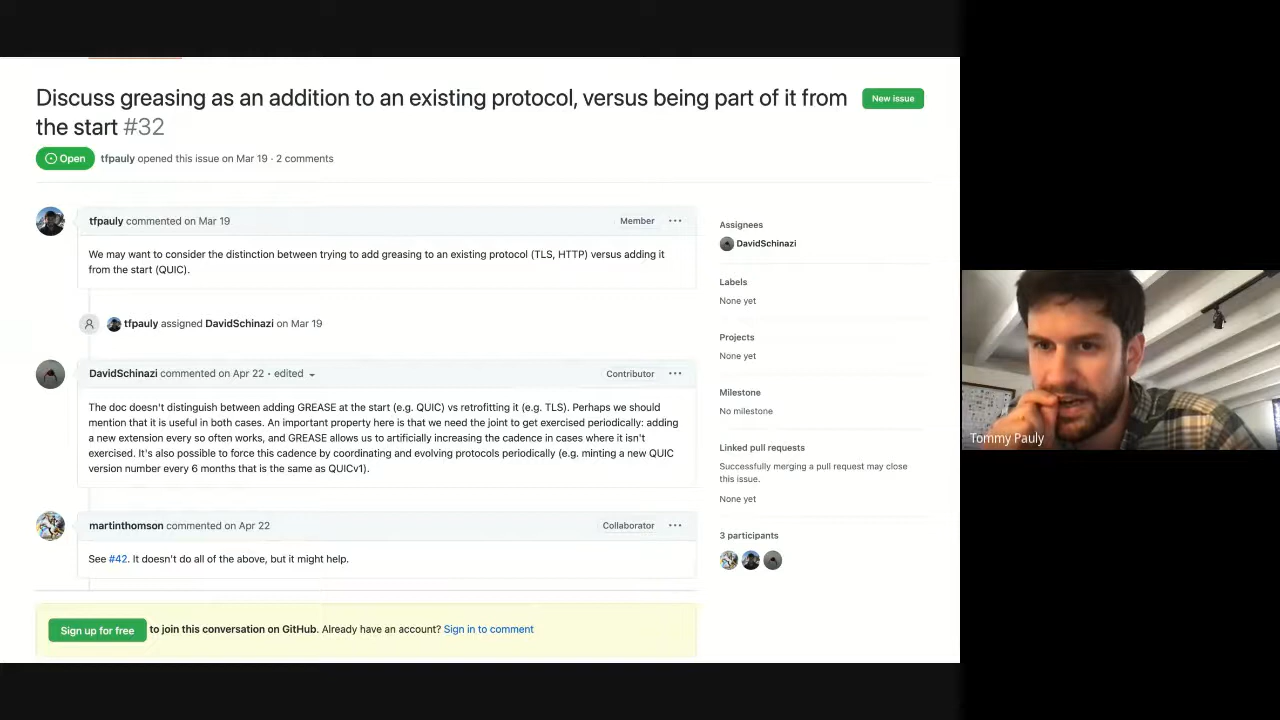 Discuss greasing as an addition to an existing protocol, versus being part of it from
the start #32
New issue
Open
tfpauly opened this issue on Mar 19 · 2 comments
tfpauly commented on Mar 19
Member
We may want to consider the distinction between trying to add greasing to an existing protocol (TLS, HTTP) versus adding it
from the start (QUIC).
tfpauly assigned DavidSchinazi on Mar 19
DavidSchinazi commented on Apr 22 · edited
Contributor
The doc doesn't distinguish between adding GREASE at the start (e.g. QUIC) vs retrofitting it (e.g. TLS). Perhaps we should
mention that it is useful in both cases. An important property here is that we need the joint to get exercised periodically: adding
a new extension every so often works, and GREASE allows us to artificially increasing the cadence in cases where it isn't
exercised. It's also possible to force this cadence by coordinating and evolving protocols periodically (e.g. minting a new QUIC
version number every 6 months that is the same as QUICv1).
martinthomson commented on Apr 22
Collaborator
See #42. It doesn't do all of the above, but it might help.
Sign up for free to join this conversation on GitHub. Already have an account? Sign in to comment
Assignees
DavidSchinazi
Labels
None yet
Projects
None yet
Milestone
No milestone
Linked pull requests
Successfully merging a pull request may close
this issue.
None yet
3 participants
Tommy Pauly